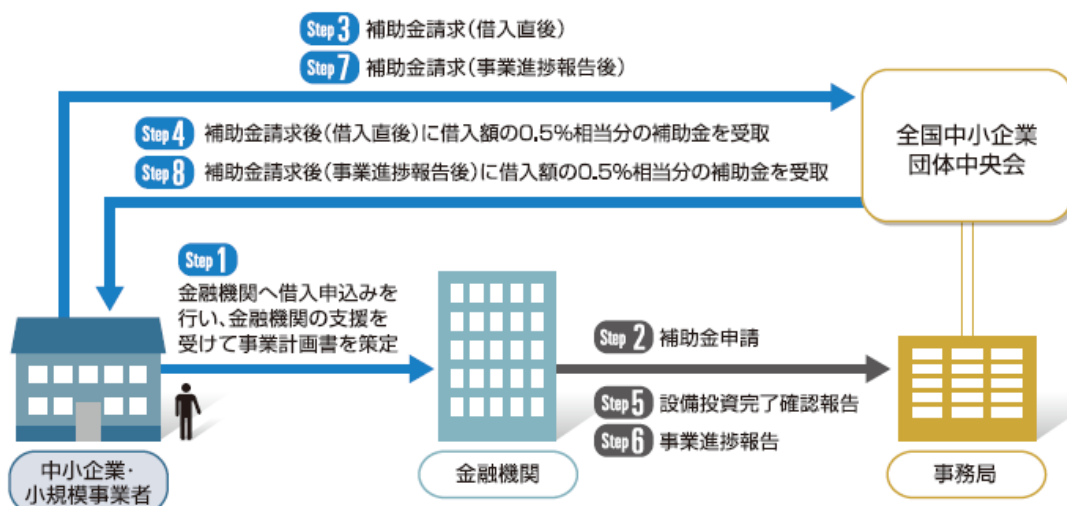 Step 3 補助金請求（借入直後）
Step 7 補助金請求（事業進捗報告後）
Step 4 補助金請求後（借入直後）に借入額の0.5%相当分の補助金を受取
Step 8 補助金請求後（事業進捗報告後）に借入額の0.5%相当分の補助金を受取
全国中小企業
団体中央会
Step 1
金融機関へ借入申込みを
行い、金融機関の支援を
受けて事業計画書を策定
Step 2 補助金申請
Step 5 設備投資完了確認報告
Step 6 事業進捗報告
中小企業・
小規模事業者
金融機関
事務局